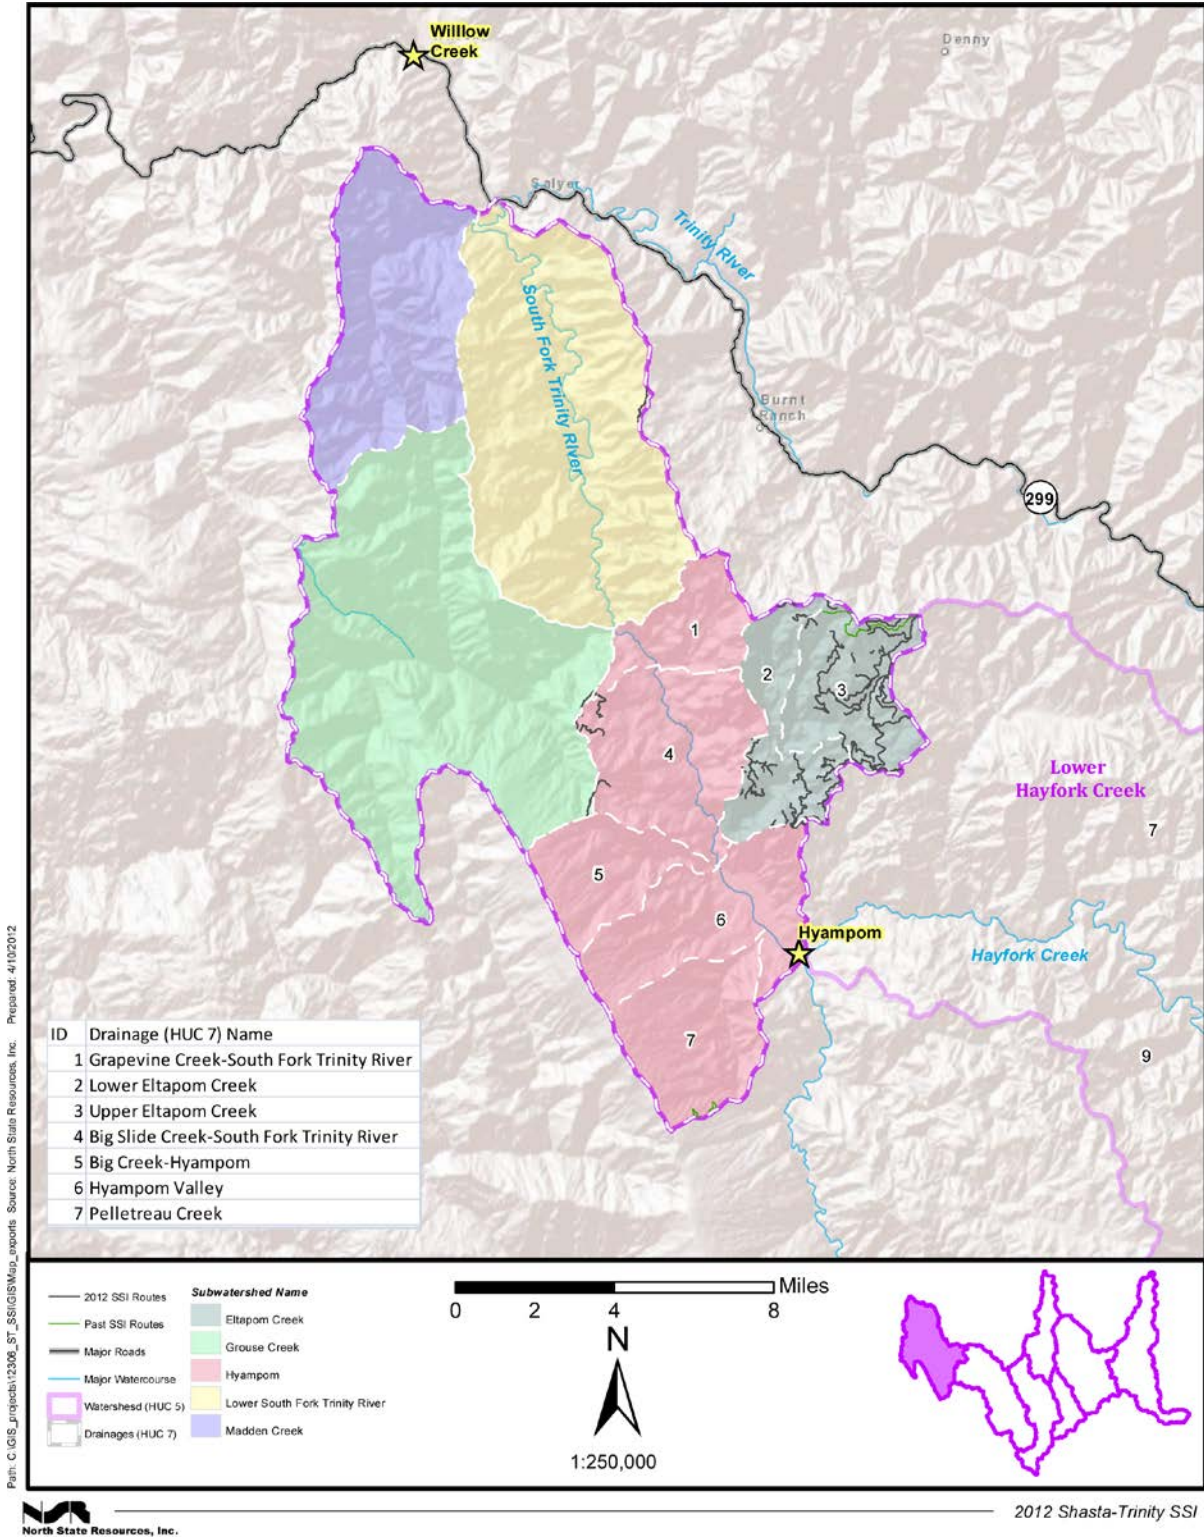 Willlow
Creek
Denny
Salyer
Trinity RIver
South Fork Trinity RIver
Burnt
Ranch
299
1
2
3
4
Lower
Hayfork Creek
7
5
6
Hyampom
Hayfork Creek
7
9
ID Drainage (HUC 7) Name
1 Grapevine Creek-South Fork Trinity River
2 Lower Eltapom Creek
3 Upper Eltapom Creek
4 Big Slide Creek-South Fork Trinity River
5 Big Creek-Hyampom
6 Hyampom Valley
7 Pelletreau Creek
Path: C:\GIS_projects\12306_ST_SSI\GIS\Map_exports Source: North State Resources, Inc. Prepared: 4/10/2012
2012 SSI Routes
Past SSI Routes
Major Roads
Major Watercourse
Watershesd (HUC 5)
Drainages (HUC 7)
Subwatershed Name
Eltapom Creek
Grouse Creek
Hyampom
Lower South Fork Trinity River
Madden Creek
Miles
0 2 4 8
N
1:250,000
NSR
North State Resources, Inc.
2012 Shasta-Trinity SSI